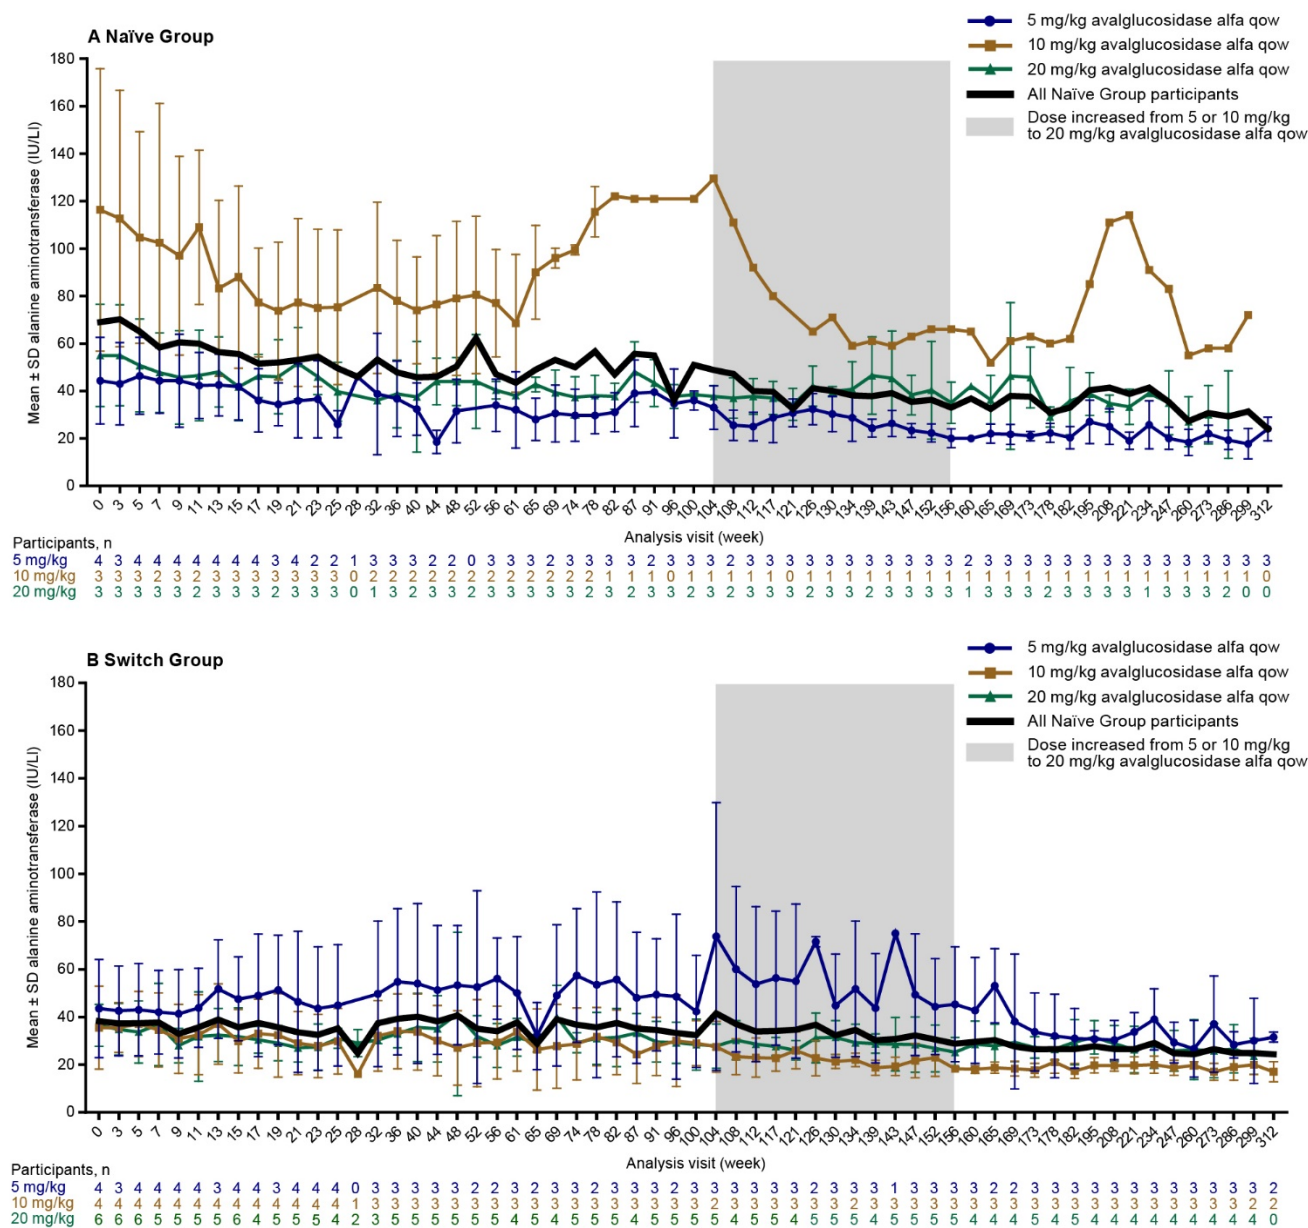 A Naïve Group
5 mg/kg avalglucosidase alfa qow
10 mg/kg avalglucosidase alfa qow
20 mg/kg avalglucosidase alfa qow
All Naïve Group participants
Dose increased from 5 or 10 mg/kg
to 20 mg/kg avalglucosidase alfa qow
Mean ± SD alanine aminotransferase (IU/LI)
180
160
140
120
100
80
60
40
20
0
0 3 5 7 9 11 13 15 17 19 21 23 25 28 32 36 40 44 48 52 56 61 65 69 74 78 82 87 91 96 100 104 108 112 117 121 126 130 134 139 143 147 152 156 160 165 169 173 178 182 195 208 221 234 247 260 273 286 299 312
Analysis visit (week)
Participants, n
5 mg/kg 4 3 4 4 4 4 4 4 4 3 4 2 2 1 3 3 3 2 2 0 3 3 3 2 3 3 3 3 3 3 3 3 2 3 3 3 3 3 3 3 3 3 3 3 2 3 3 3 3 3 3 3 3 3 3 3 3 3 3 3
10 mg/kg 3 3 3 2 3 2 3 3 3 3 3 3 3 0 2 2 2 2 2 2 2 2 2 2 2 2 1 1 1 0 1 1 1 1 1 0 1 1 1 1 1 1 1 1 1 1 1 1 1 1 1 1 1 1 1 1 1 1 1 0
20 mg/kg 3 3 3 3 3 3 3 3 3 2 3 3 3 0 1 3 2 3 3 3 3 3 2 3 3 2 3 2 3 3 2 3 2 3 3 3 2 3 3 2 3 3 3 3 1 3 3 3 2 3 3 3 3 1 3 3 3 2 0 0
B Switch Group
5 mg/kg avalglucosidase alfa qow
10 mg/kg avalglucosidase alfa qow
20 mg/kg avalglucosidase alfa qow
All Naïve Group participants
Dose increased from 5 or 10 mg/kg
to 20 mg/kg avalglucosidase alfa qow
Mean ± SD alanine aminotransferase (IU/LI)
180
160
140
120
100
80
60
40
20
0
0 3 5 7 9 11 13 15 17 19 21 23 25 28 32 36 40 44 48 52 56 61 65 69 74 78 82 87 91 96 100 104 108 112 117 121 126 130 134 139 143 147 152 156 160 165 169 173 178 182 195 208 221 234 247 260 273 286 299 312
Analysis visit (week)
Participants, n
5 mg/kg 4 3 4 4 4 4 4 4 4 3 4 4 4 0 3 3 3 3 3 2 2 3 2 3 3 2 3 3 3 3 3 2 3 3 3 3 2 3 3 3 1 3 3 3 3 2 2 3 3 3 3 3 3 3 3 3 3 3 3 2
10 mg/kg 4 4 4 4 4 4 4 4 4 4 4 4 4 1 3 3 3 3 3 3 3 3 3 3 3 3 3 3 3 3 3 3 3 3 3 3 3 3 2 3 3 3 3 3 3 3 3 3 3 3 3 3 3 3 3 3 3 3 2 2
20 mg/kg 6 6 6 5 5 5 5 6 4 5 5 5 4 2 3 5 5 5 5 5 5 4 5 4 5 5 5 5 5 5 5 5 4 5 5 4 5 5 5 4 5 5 5 4 5 4 4 5 4 5 4 4 4 4 4 4 4 4 4 0